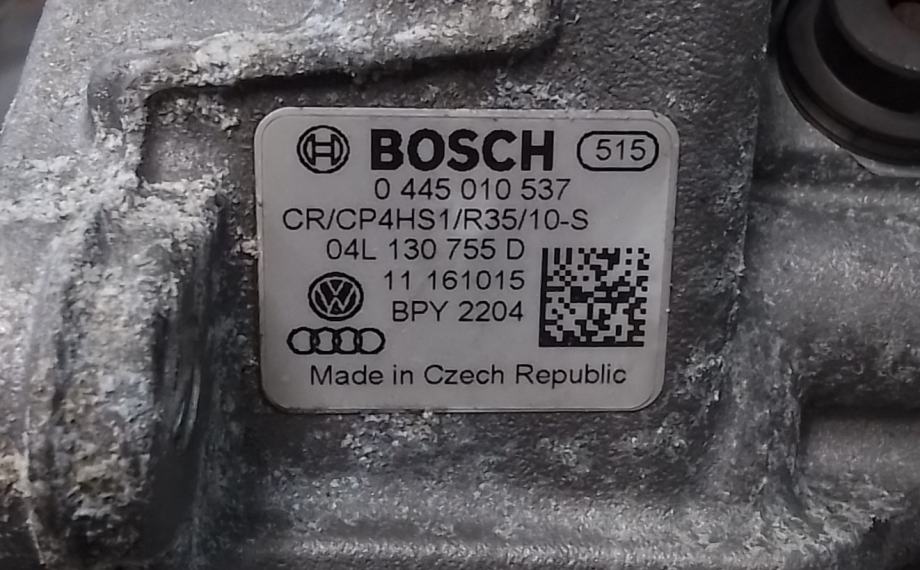 BOSCH 515
0 445 010 537
CR/CP4HS1/R35/10-S
04L 130 755 D
11 161015
BPY 2204
Made in Czech Republic